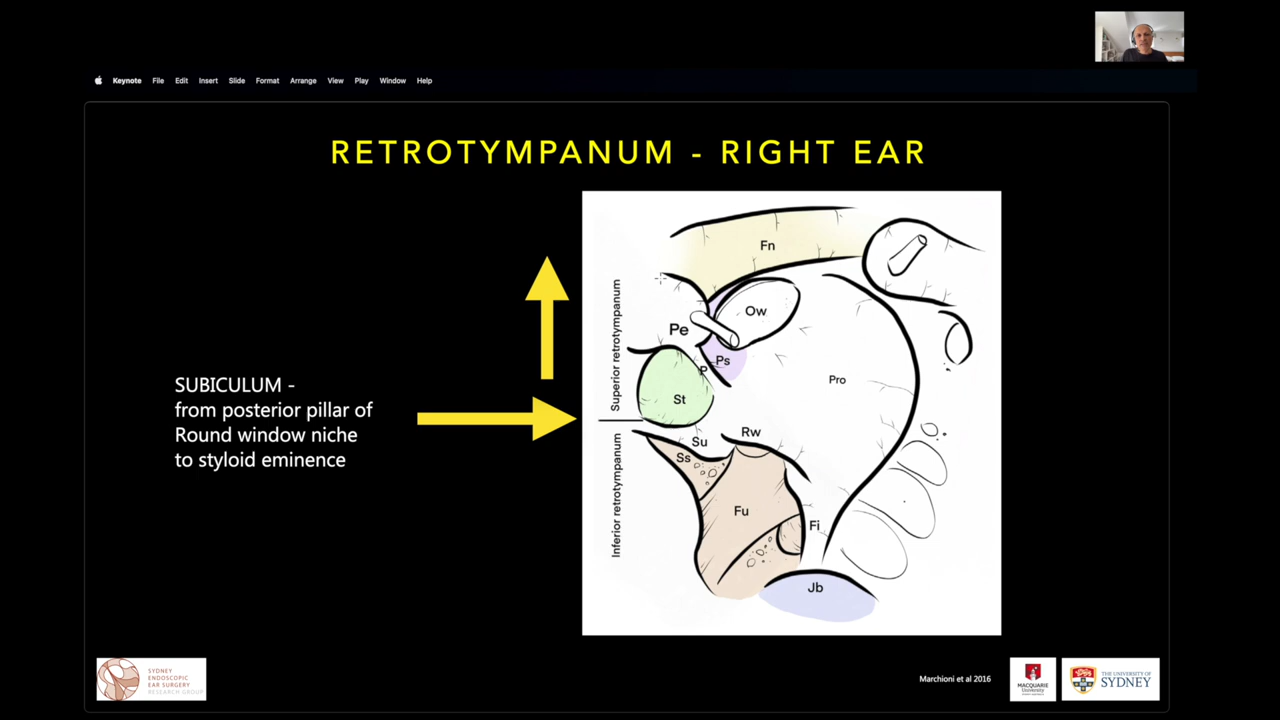 Keynote File Edit Insert Slide Format Arrange View Play Window Help
RETROTYMPANUM - RIGHT EAR
SUBICULUM -
from posterior pillar of
Round window niche
to styloid eminence
Superior retrotympanum
Inferior retrotympanum
Fn
Ow
Pe
Ps
P
Pro
St
Rw
Su
Ss
Fu
Fi
Jb
SYDNEY
ENDOSCOPIC
EAR SURGERY
RESEARCH GROUP
Marchioni et al 2016
MACQUARIE
University
THE UNIVERSITY OF
SYDNEY